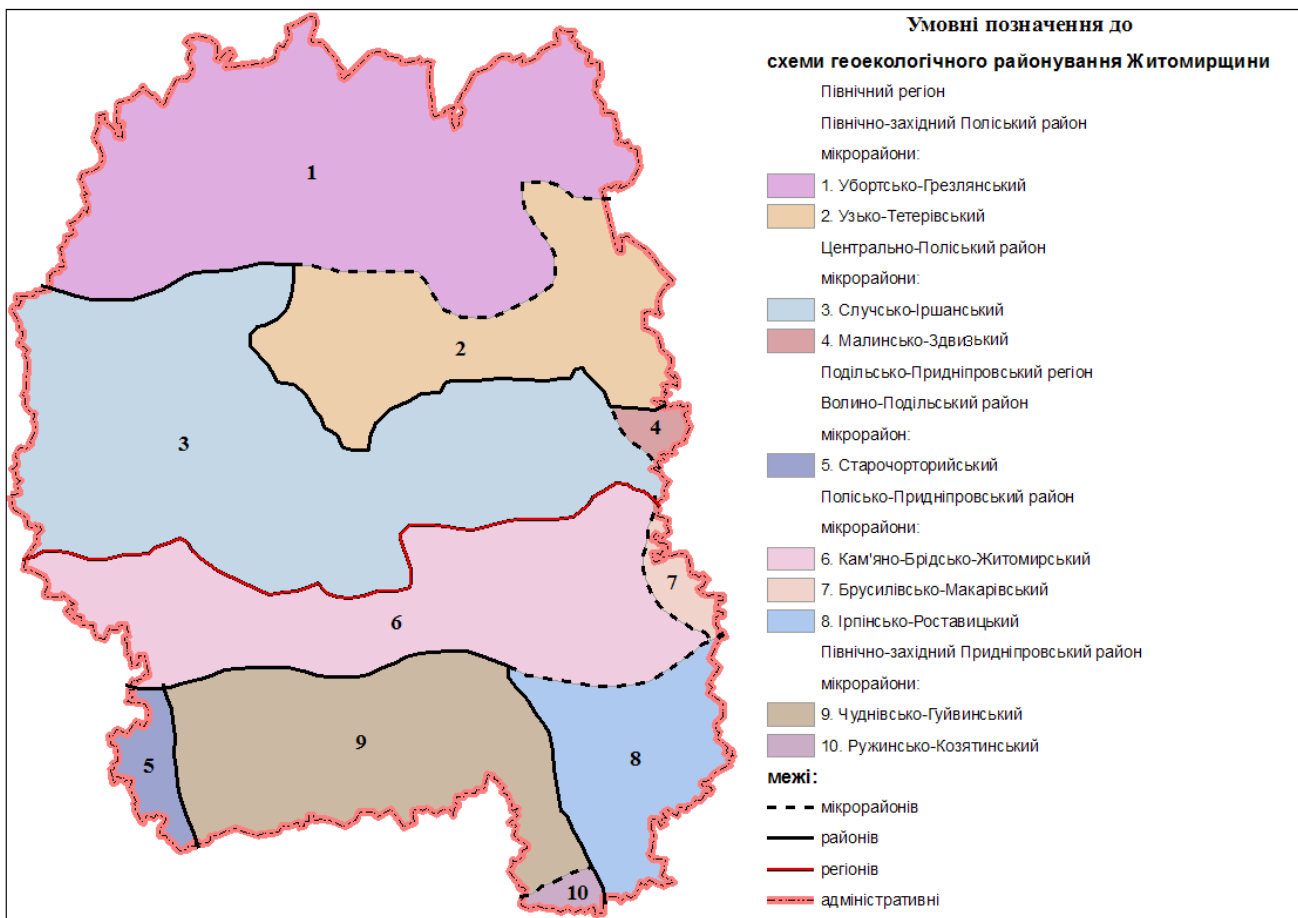 Умовні позначення до
схеми геоекологічного районування Житомирщини
Північний регіон
Північно-західний Поліський район
мікрорайони:
1. Убортсько-Грезлянський
2. Узько-Тетерівський
Центрально-Поліський район
мікрорайони:
3. Случсько-Іршанський
4. Малинсько-Здвизький
Подільсько-Придніпровський регіон
Волино-Подільський район
мікрорайон:
5. Старочорторийський
Полісько-Придніпровський район
мікрорайони:
6. Кам'яно-Брідсько-Житомирський
7. Брусилівсько-Макарівський
8. Ірпінсько-Роставицький
Північно-західний Придніпровський район
мікрорайони:
9. Чуднівсько-Гуйвинський
10. Ружинсько-Козятинський
межі:
мікрорайонів
районів
регіонів
адміністративні
1
2
3
4
5
6
7
8
9
10